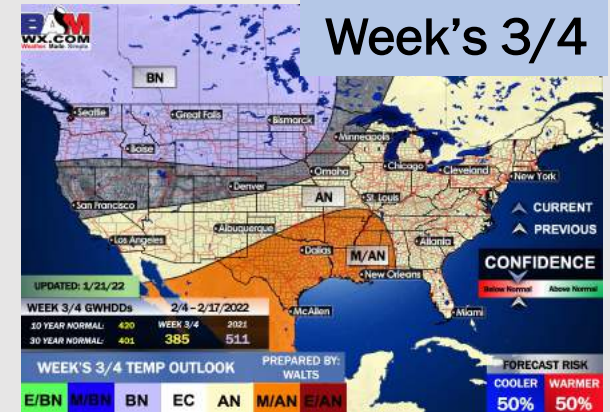 Week's 3/4
BAM
WX.COM
Weather Made Simple
BN
Seattle
Great Falls
Bismarck
Minneapolis
Boise
Chicago
Cleveland
New York
Omaha
Denver
AN
St. Louis
San Francisco
CURRENT
PREVIOUS
Los Angeles
Albuquerque
Atlanta
Dallas
M/AN
CONFIDENCE
New Orleans
Below Normal Above Normal
UPDATED: 1/21/22
WEEK 3/4 GWHDDs 2/4 - 2/17/2022
McAllen
Miami
10 YEAR NORMAL: 420 WEEK 3/4 2021
30 YEAR NORMAL: 401 385 511
WEEK'S 3/4 TEMP OUTLOOK PREPARED BY:
WALTS
FORECAST RISK
COOLER WARMER
E/BN M/BN BN EC AN M/AN E/AN
50% 50%